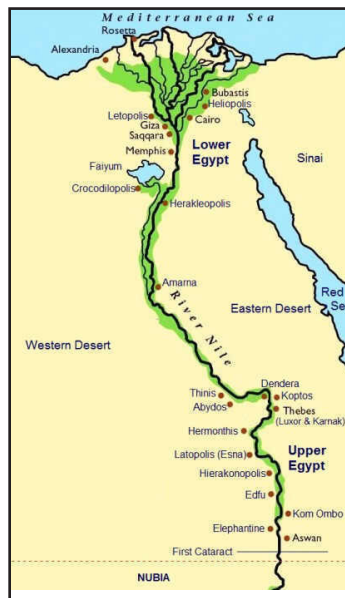 Mediterranean Sea
Rosetta
Alexandria
Bubastis
Heliopolis
Letopolis
Cairo
Giza
Saqqara
Lower
Egypt
Memphis
Sinai
Faiyum
Crocodilopolis
Herakleopolis
Amarna
River Nile
Red
Se
Eastern Desert
Western Desert
Dendera
Thinis
Koptos
Abydos
Thebes
(Luxor & Karnak)
Hermonthis
Upper
Egypt
Latopolis (Esna)
Hierakonopolis
Edfu
Kom Ombo
Elephantine
Aswan
First Cataract
NUBIA